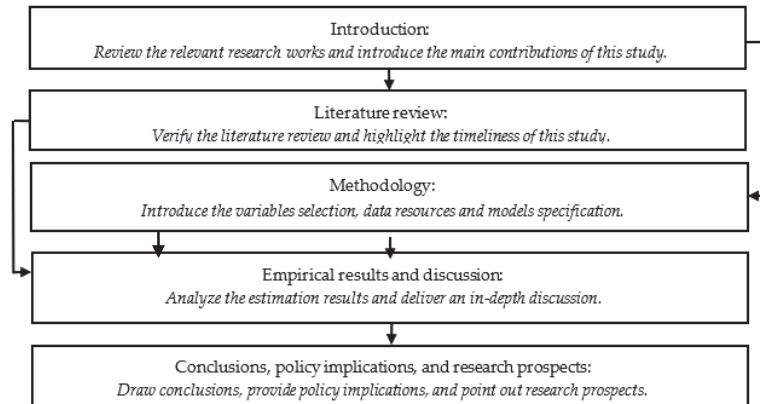 Introduction:
Review the relevant research works and introduce the main contributions of this study.
Literature review:
Verify the literature review and highlight the timeliness of this study.
Methodology:
Introduce the variables selection, data resources and models specification.
Empirical results and discussion:
Analyze the estimation results and deliver an in-depth discussion.
Conclusions, policy implications, and research prospects:
Draw conclusions, provide policy implications, and point out research prospects.